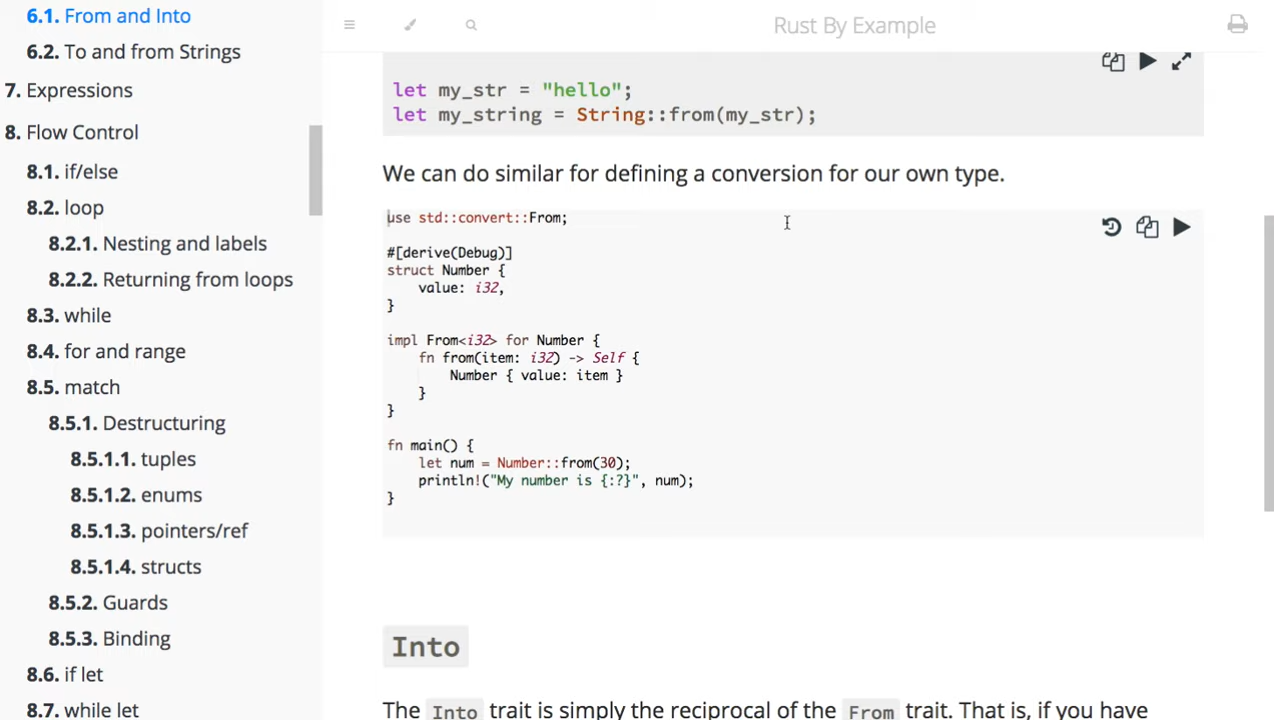 6.1. From and Into
6.2. To and from Strings
7. Expressions
8. Flow Control
8.1. if/else
8.2. loop
8.2.1. Nesting and labels
8.2.2. Returning from loops
8.3. while
8.4. for and range
8.5. match
8.5.1. Destructuring
8.5.1.1. tuples
8.5.1.2. enums
8.5.1.3. pointers/ref
8.5.1.4. structs
8.5.2. Guards
8.5.3. Binding
8.6. if let
8.7. while let
Rust By Example
let my_str = "hello";
let my_string = String::from(my_str);
We can do similar for defining a conversion for our own type.
use std::convert::From;
#[derive(Debug)]
struct Number {
    value: i32,
}
impl From<i32> for Number {
    fn from(item: i32) -> Self {
        Number { value: item }
    }
}
fn main() {
    let num = Number::from(30);
    println!("My number is {:?}", num);
}
Into
The Into trait is simply the reciprocal of the From trait. That is, if you have